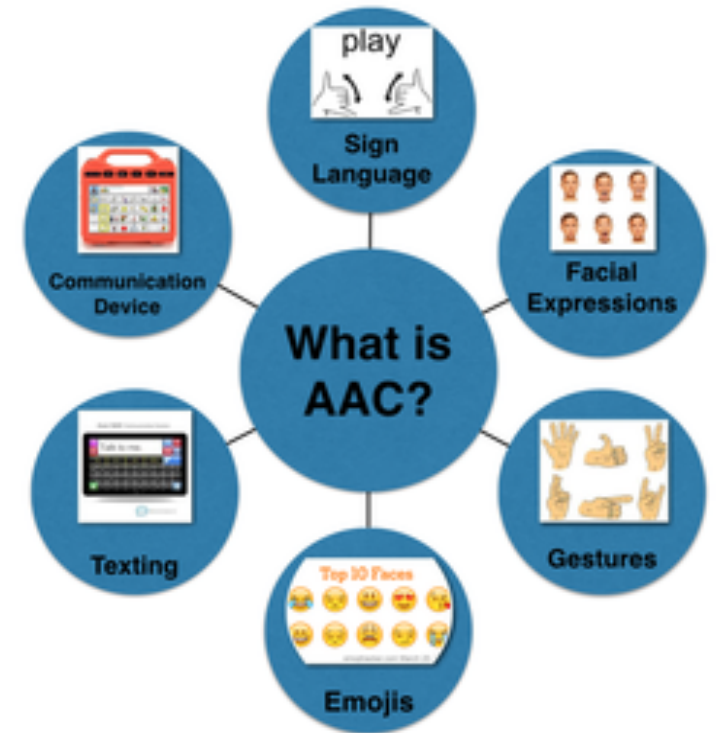 play
Sign
Language
Facial
Expressions
Gestures
Top 10 Faces
Emojis
Talk to me
Texting
Communication
Device
What is
AAC?